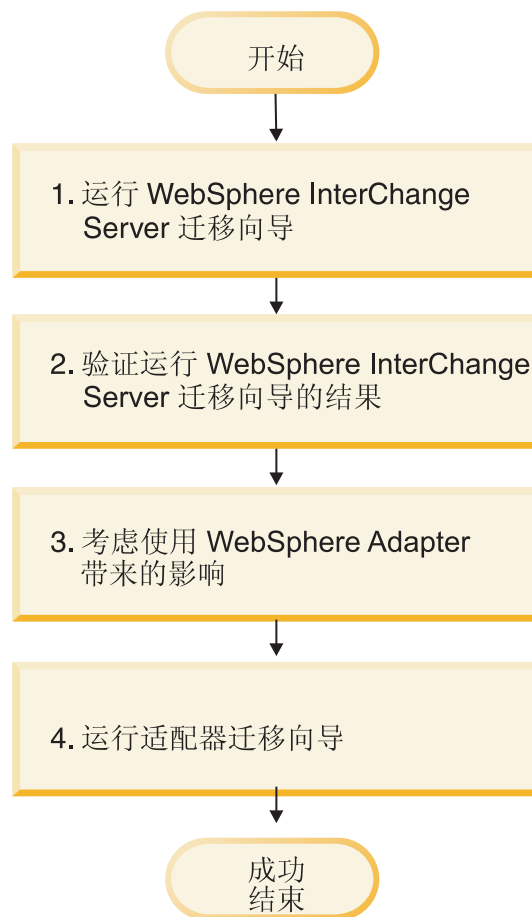 开始
1. 运行 WebSphere InterChange
Server 迁移向导
2. 验证运行 WebSphere InterChange
Server 迁移向导的结果
3. 考虑使用 WebSphere Adapter
带来的影响
4. 运行适配器迁移向导
成功
结束